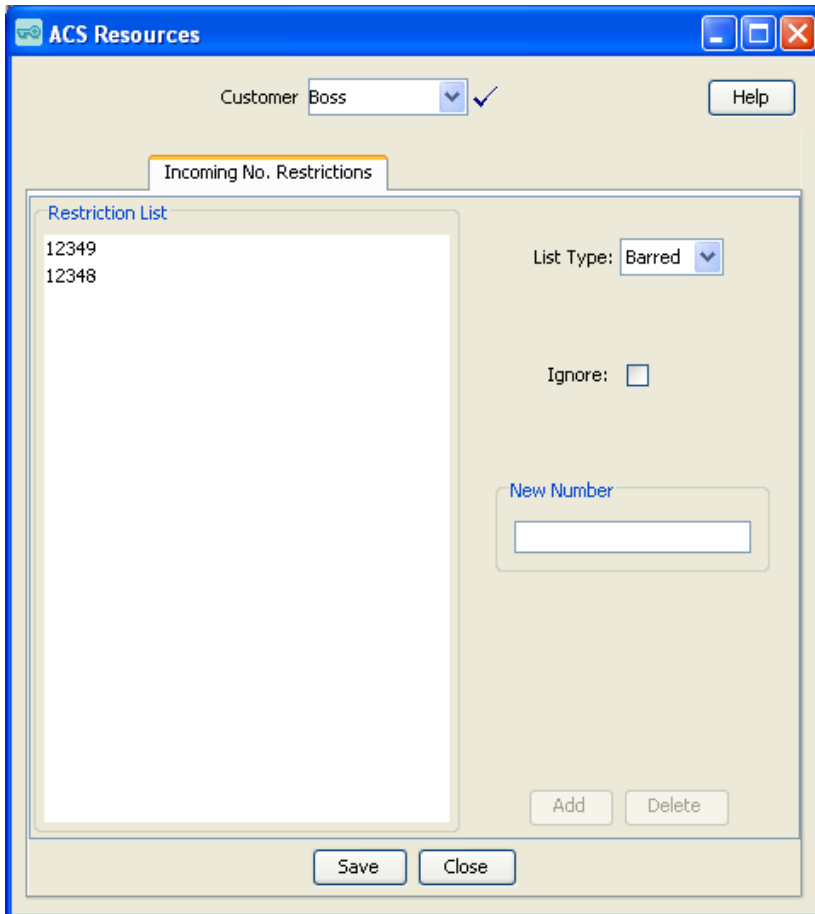 ACS Resources
Customer Boss
Help
Incoming No. Restrictions
Restriction List
12349
12348
List Type: Barred
Ignore:
New Number
Add Delete
Save Close